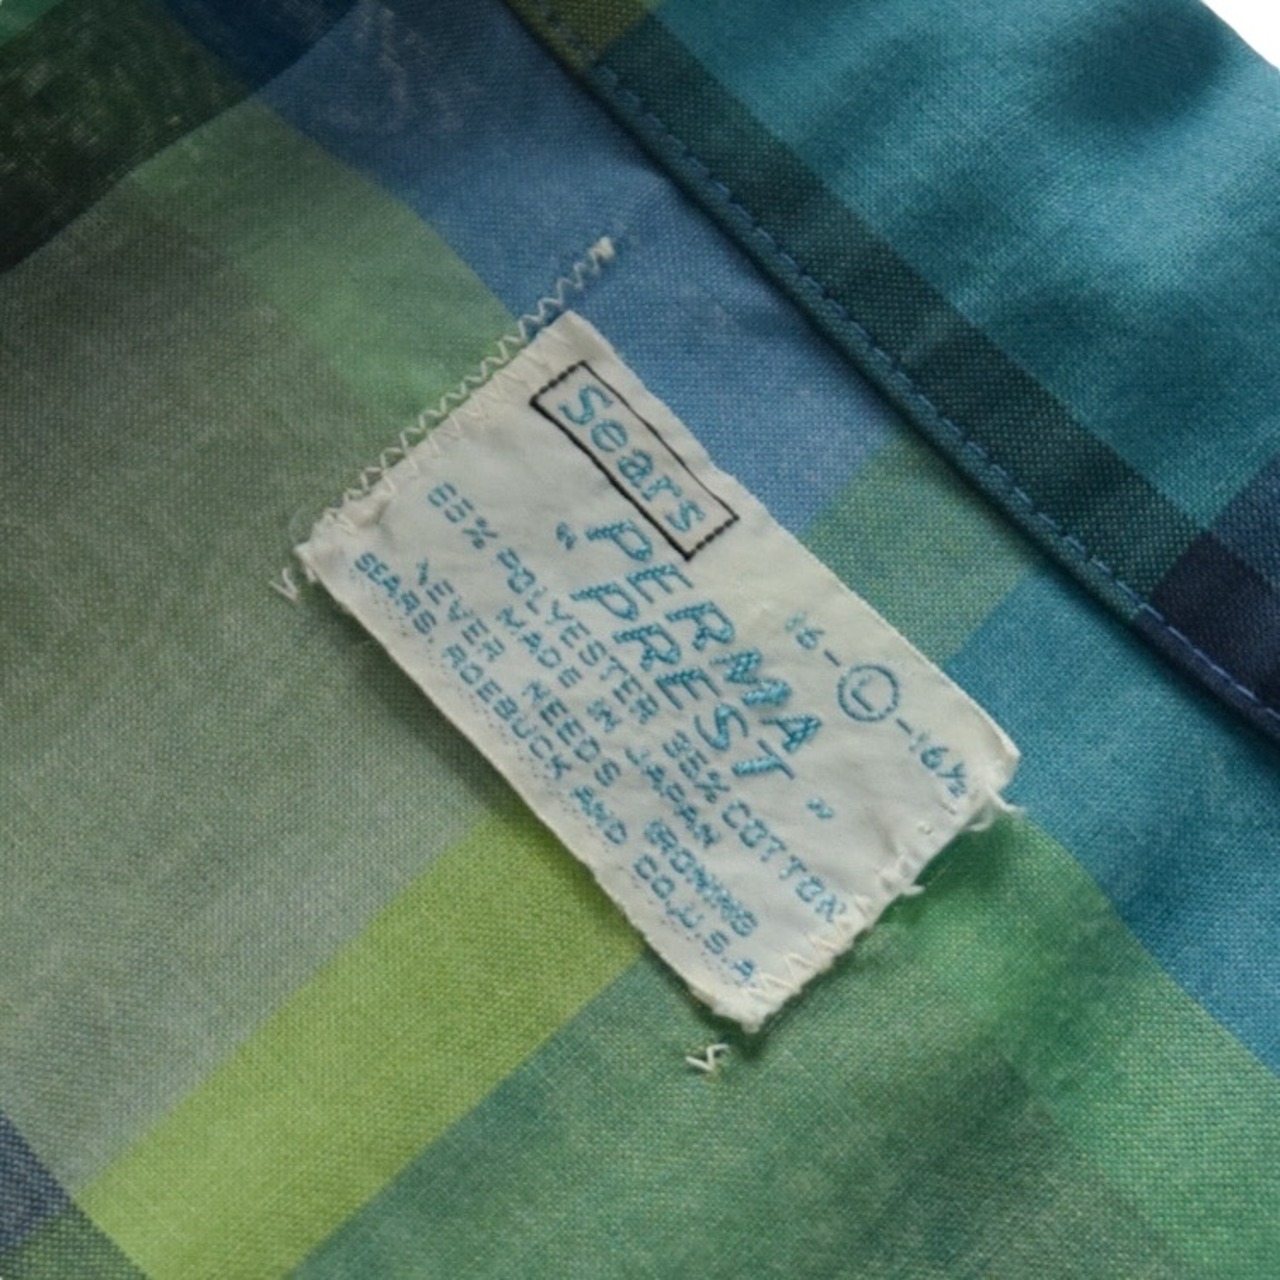 Sears
16-L-16½
"PERMA
PREST"
65% POLYESTER 35% COTTON
MADE IN JAPAN
NEVER NEEDS IRONING
SEARS, ROEBUCK AND CO., U.S.A.